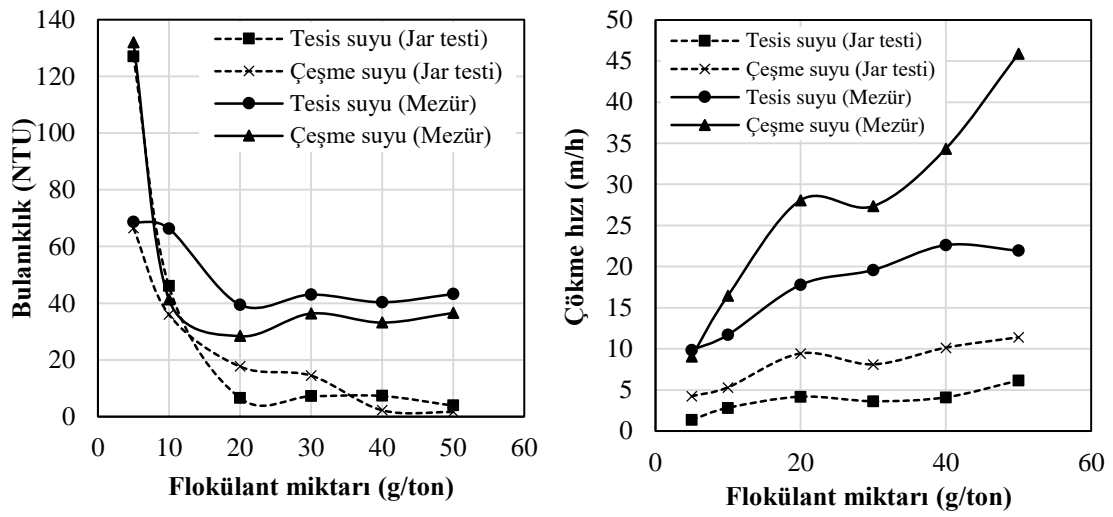 Bulanıklık (NTU)
140
120
100
80
60
40
20
0
0 10 20 30 40 50 60
Flokülant miktarı (g/ton)
Tesis suyu (Jar testi)
Çeşme suyu (Jar testi)
Tesis suyu (Mezür)
Çeşme suyu (Mezür)
Çökme hızı (m/h)
50
45
40
35
30
25
20
15
10
5
0
0 20 40 60
Flokülant miktarı (g/ton)
Tesis suyu (Jar testi)
Çeşme suyu (Jar testi)
Tesis suyu (Mezür)
Çeşme suyu (Mezür)